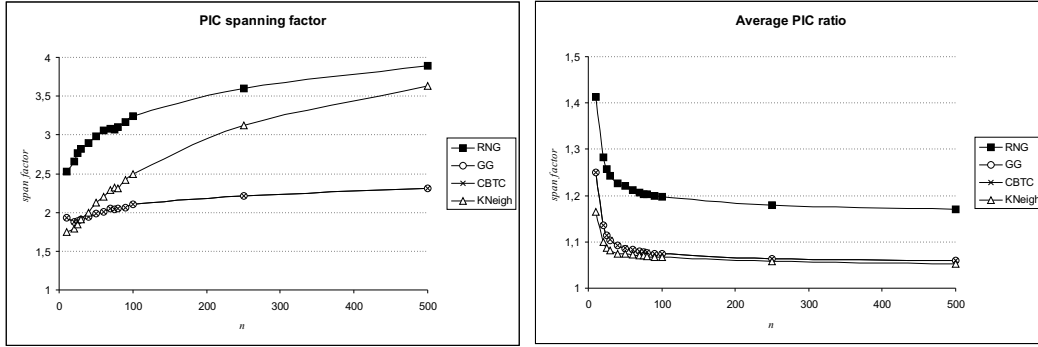 PIC spanning factor
4
3,5
3
2,5
2
1,5
1
0 100 200 300 400 500
span factor
n
RNG
GG
CBTC
KNeigh
Average PIC ratio
1,5
1,4
1,3
1,2
1,1
1
0 100 200 300 400 500
span factor
n
RNG
GG
CBTC
KNeigh